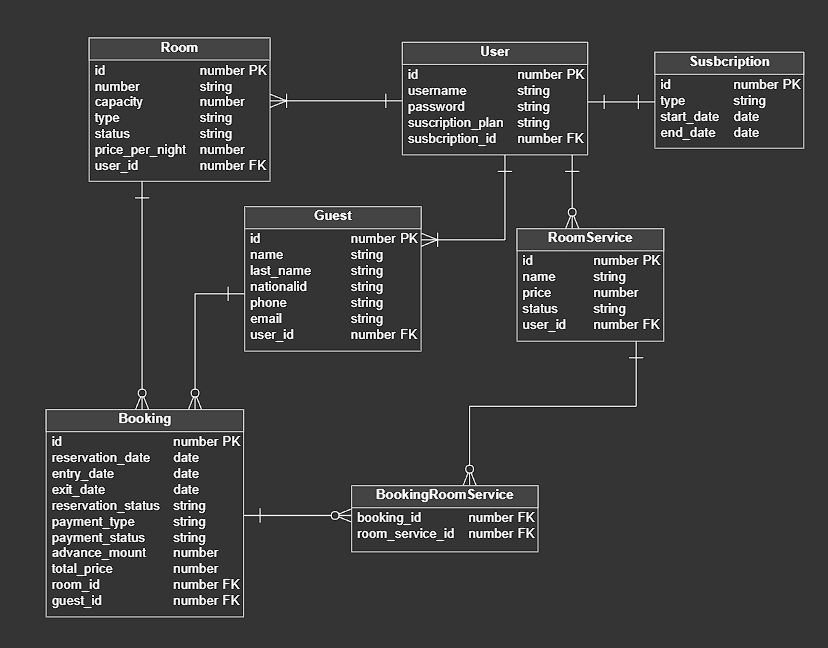 Room
id number PK
number string
capacity number
type string
status string
price_per_night number
user_id number FK
User
id number PK
username string
password string
suscription_plan string
susbcription_id number FK
Susbcription
id number PK
type string
start_date date
end_date date
Guest
id number PK
name string
last_name string
nationalid string
phone string
email string
user_id number FK
RoomService
id number PK
name string
price number
status string
user_id number FK
Booking
id number PK
reservation_date date
entry_date date
exit_date date
reservation_status string
payment_type string
payment_status string
advance_mount number
total_price number
room_id number FK
guest_id number FK
BookingRoomService
booking_id number FK
room_service_id number FK